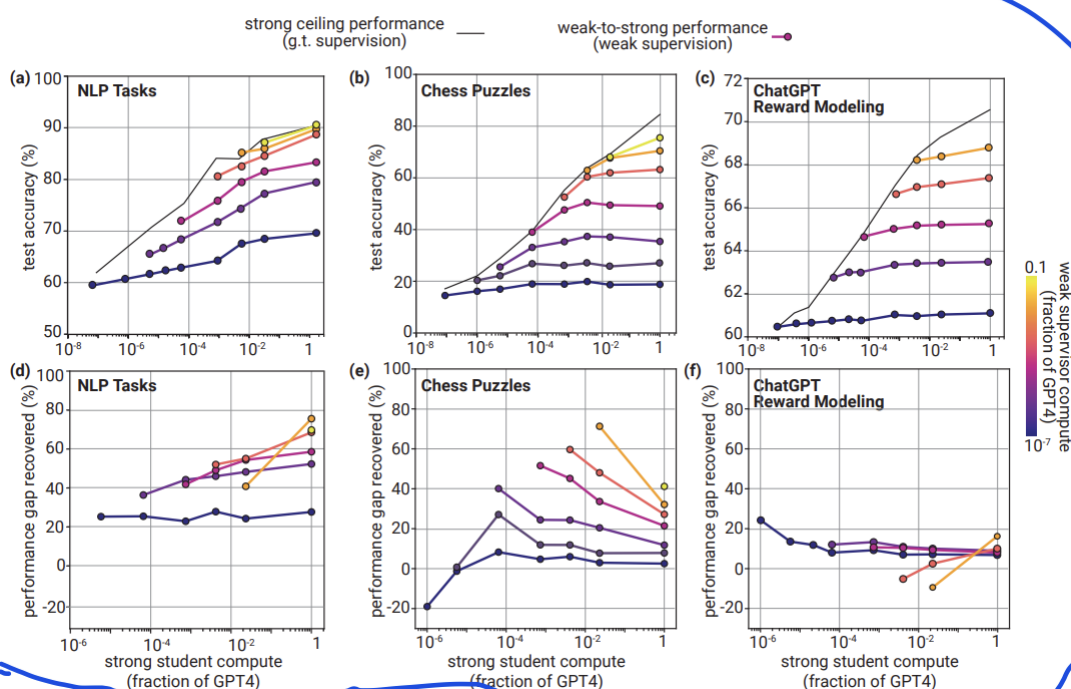 strong ceiling performance
(g.t. supervision)
weak-to-strong performance
(weak supervision)
(a)
NLP Tasks
test accuracy (%)
100
90
80
70
60
50
10-8
10-6
10-4
10-2
1
(b)
Chess Puzzles
test accuracy (%)
100
80
60
40
20
0
10-8
10-6
10-4
10-2
1
(c)
ChatGPT
Reward Modeling
test accuracy (%)
72
70
68
66
64
62
60
10-8
10-6
10-4
10-2
1
0.1
weak supervisor compute
(fraction of GPT4)
10-7
(d)
NLP Tasks
performance gap recovered (%)
100
80
60
40
20
0
-20
10-6
10-4
10-2
1
strong student compute
(fraction of GPT4)
(e)
Chess Puzzles
performance gap recovered (%)
100
80
60
40
20
0
-20
10-6
10-4
10-2
1
strong student compute
(fraction of GPT4)
(f)
ChatGPT
Reward Modeling
performance gap recovered (%)
100
80
60
40
20
0
-20
10-6
10-4
10-2
1
strong student compute
(fraction of GPT4)